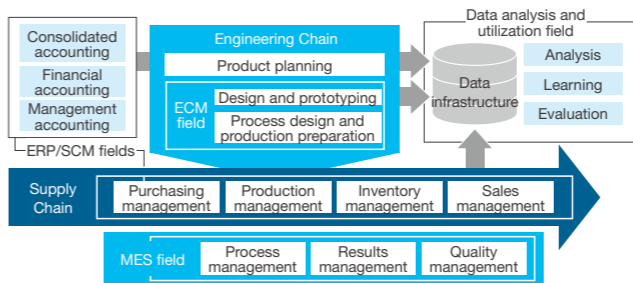 Consolidated
accounting
Financial
accounting
Management
accounting
ERP/SCM fields
Engineering Chain
Product planning
ECM
field
Design and prototyping
Process design and
production preparation
Data analysis and
utilization field
Data
infrastructure
Analysis
Learning
Evaluation
Supply
Chain
Purchasing
management
Production
management
Inventory
management
Sales
management
MES field
Process
management
Results
management
Quality
management